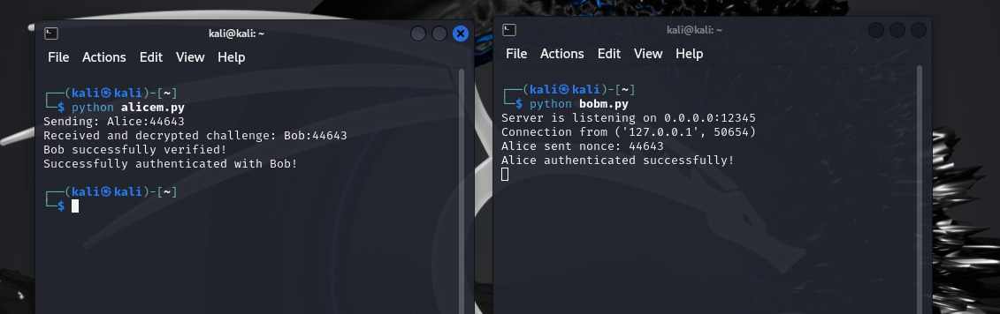 kali@kali: ~
File Actions Edit View Help
┌──(kali㉿kali)-[~]
└─$ python alicem.py
Sending: Alice:44643
Received and decrypted challenge: Bob:44643
Bob successfully verified!
Successfully authenticated with Bob!
┌──(kali㉿kali)-[~]
└─$
kali@kali: ~
File Actions Edit View Help
┌──(kali㉿kali)-[~]
└─$ python bobm.py
Server is listening on 0.0.0.0:12345
Connection from ('127.0.0.1', 50654)
Alice sent nonce: 44643
Alice authenticated successfully!